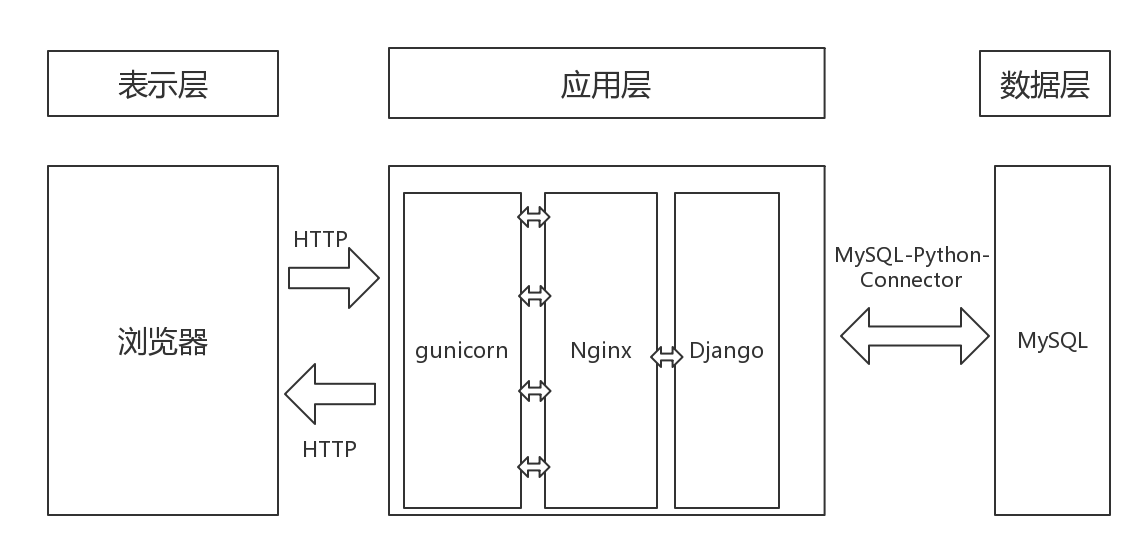 表示层
应用层
数据层
HTTP
MySQL-Python-
Connector
浏览器
gunicorn
Nginx
Django
MySQL
HTTP